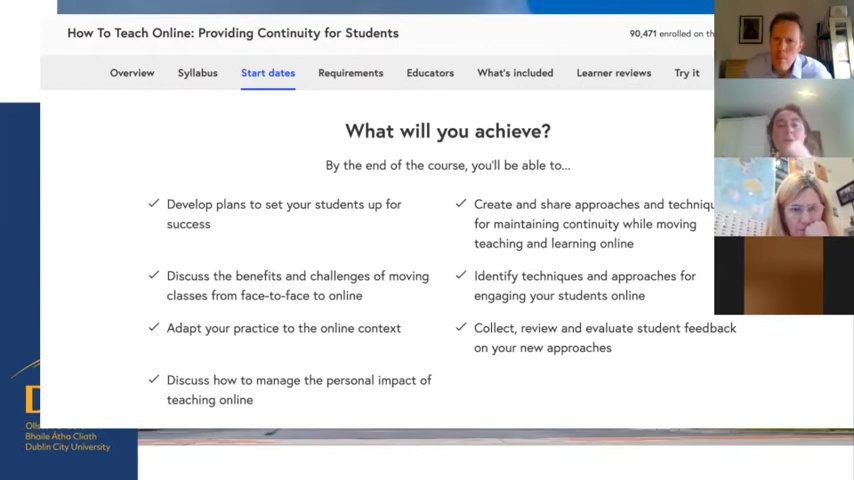 How To Teach Online: Providing Continuity for Students
90,471 enrolled on th
Overview Syllabus Start dates Requirements Educators What's included Learner reviews Try it
What will you achieve?
By the end of the course, you'll be able to...
Develop plans to set your students up for
success
Create and share approaches and techniqu
for maintaining continuity while moving
teaching and learning online
Discuss the benefits and challenges of moving
classes from face-to-face to online
Identify techniques and approaches for
engaging your students online
Adapt your practice to the online context
Collect, review and evaluate student feedback
on your new approaches
Discuss how to manage the personal impact of
teaching online
D
Olls
Bhaile Átha Cliath
Dublin City University